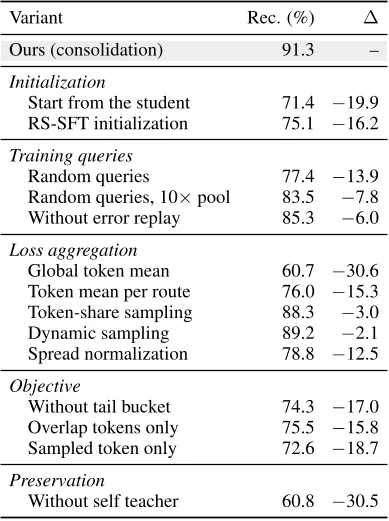 Variant Rec. (%) Δ
Ours (consolidation) 91.3 –
Initialization
Start from the student 71.4 −19.9
RS-SFT initialization 75.1 −16.2
Training queries
Random queries 77.4 −13.9
Random queries, 10× pool 83.5 −7.8
Without error replay 85.3 −6.0
Loss aggregation
Global token mean 60.7 −30.6
Token mean per route 76.0 −15.3
Token-share sampling 88.3 −3.0
Dynamic sampling 89.2 −2.1
Spread normalization 78.8 −12.5
Objective
Without tail bucket 74.3 −17.0
Overlap tokens only 75.5 −15.8
Sampled token only 72.6 −18.7
Preservation
Without self teacher 60.8 −30.5